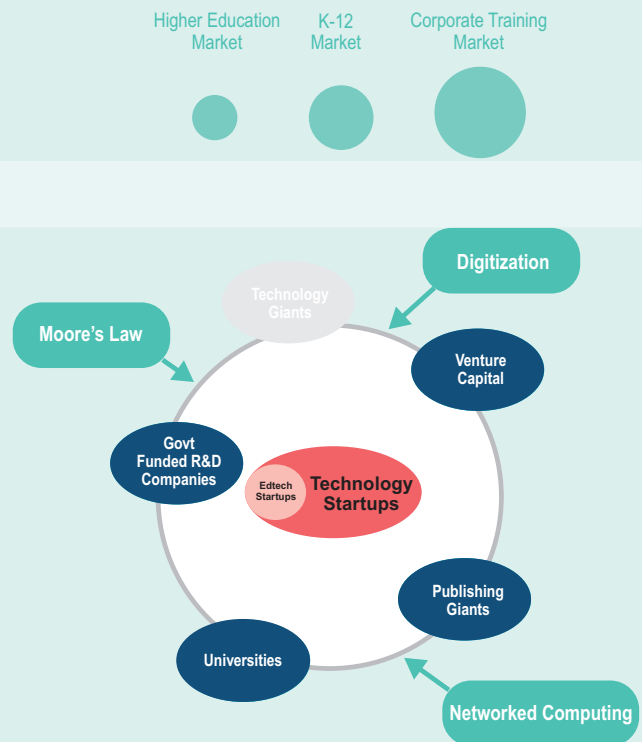 Higher Education
Market
K-12
Market
Corporate Training
Market
Digitization
Technology
Giants
Moore's Law
Venture
Capital
Govt
Funded R&D
Companies
Edtech
Startups
Technology
Startups
Publishing
Giants
Universities
Networked Computing